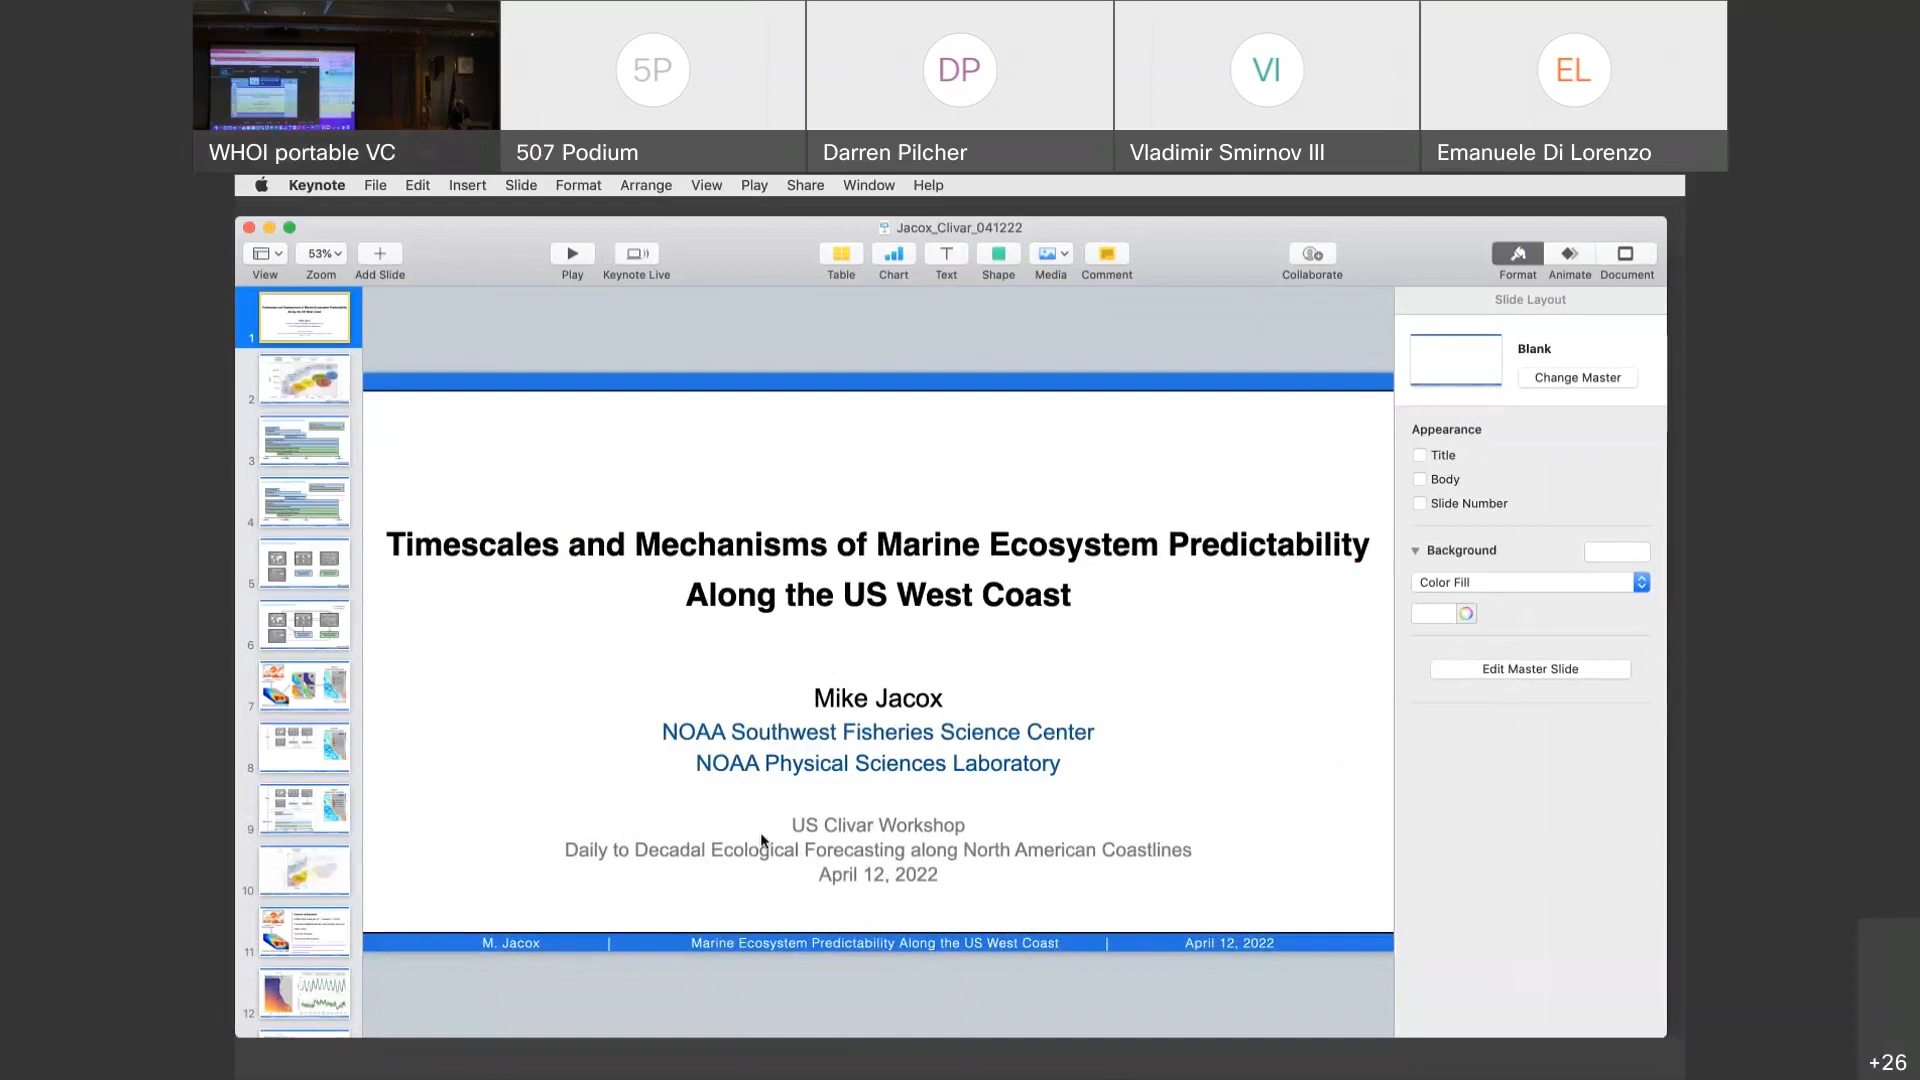 5P
DP
VI
EL
WHOI portable VC
507 Podium
Darren Pilcher
Vladimir Smirnov III
Emanuele Di Lorenzo
Keynote File Edit Insert Slide Format Arrange View Play Share Window Help
Jacox_Clivar_041222
53%
View Zoom Add Slide Play Keynote Live Table Chart Text Shape Media Comment Collaborate Format Animate Document
Slide Layout
Blank
Change Master
Appearance
Title
Body
Slide Number
Background
Color Fill
Edit Master Slide
1
2
3
4
5
6
7
8
9
10
11
12
Timescales and Mechanisms of Marine Ecosystem Predictability
Along the US West Coast
Mike Jacox
NOAA Southwest Fisheries Science Center
NOAA Physical Sciences Laboratory
US Clivar Workshop
Daily to Decadal Ecological Forecasting along North American Coastlines
April 12, 2022
M. Jacox | Marine Ecosystem Predictability Along the US West Coast | April 12, 2022
+26